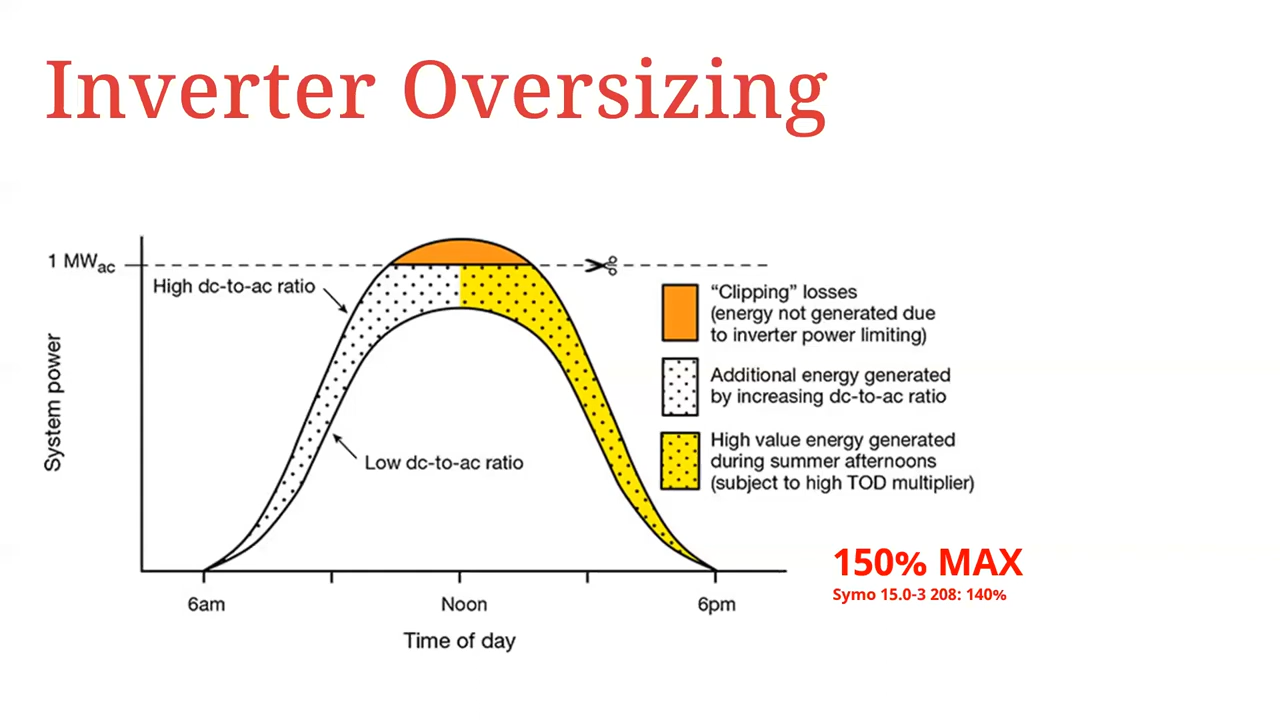 Inverter Oversizing
1 MWac
High dc-to-ac ratio
System power
Low dc-to-ac ratio
"Clipping" losses
(energy not generated due
to inverter power limiting)
Additional energy generated
by increasing dc-to-ac ratio
High value energy generated
during summer afternoons
(subject to high TOD multiplier)
150% MAX
Symo 15.0-3 208: 140%
6am
Noon
6pm
Time of day